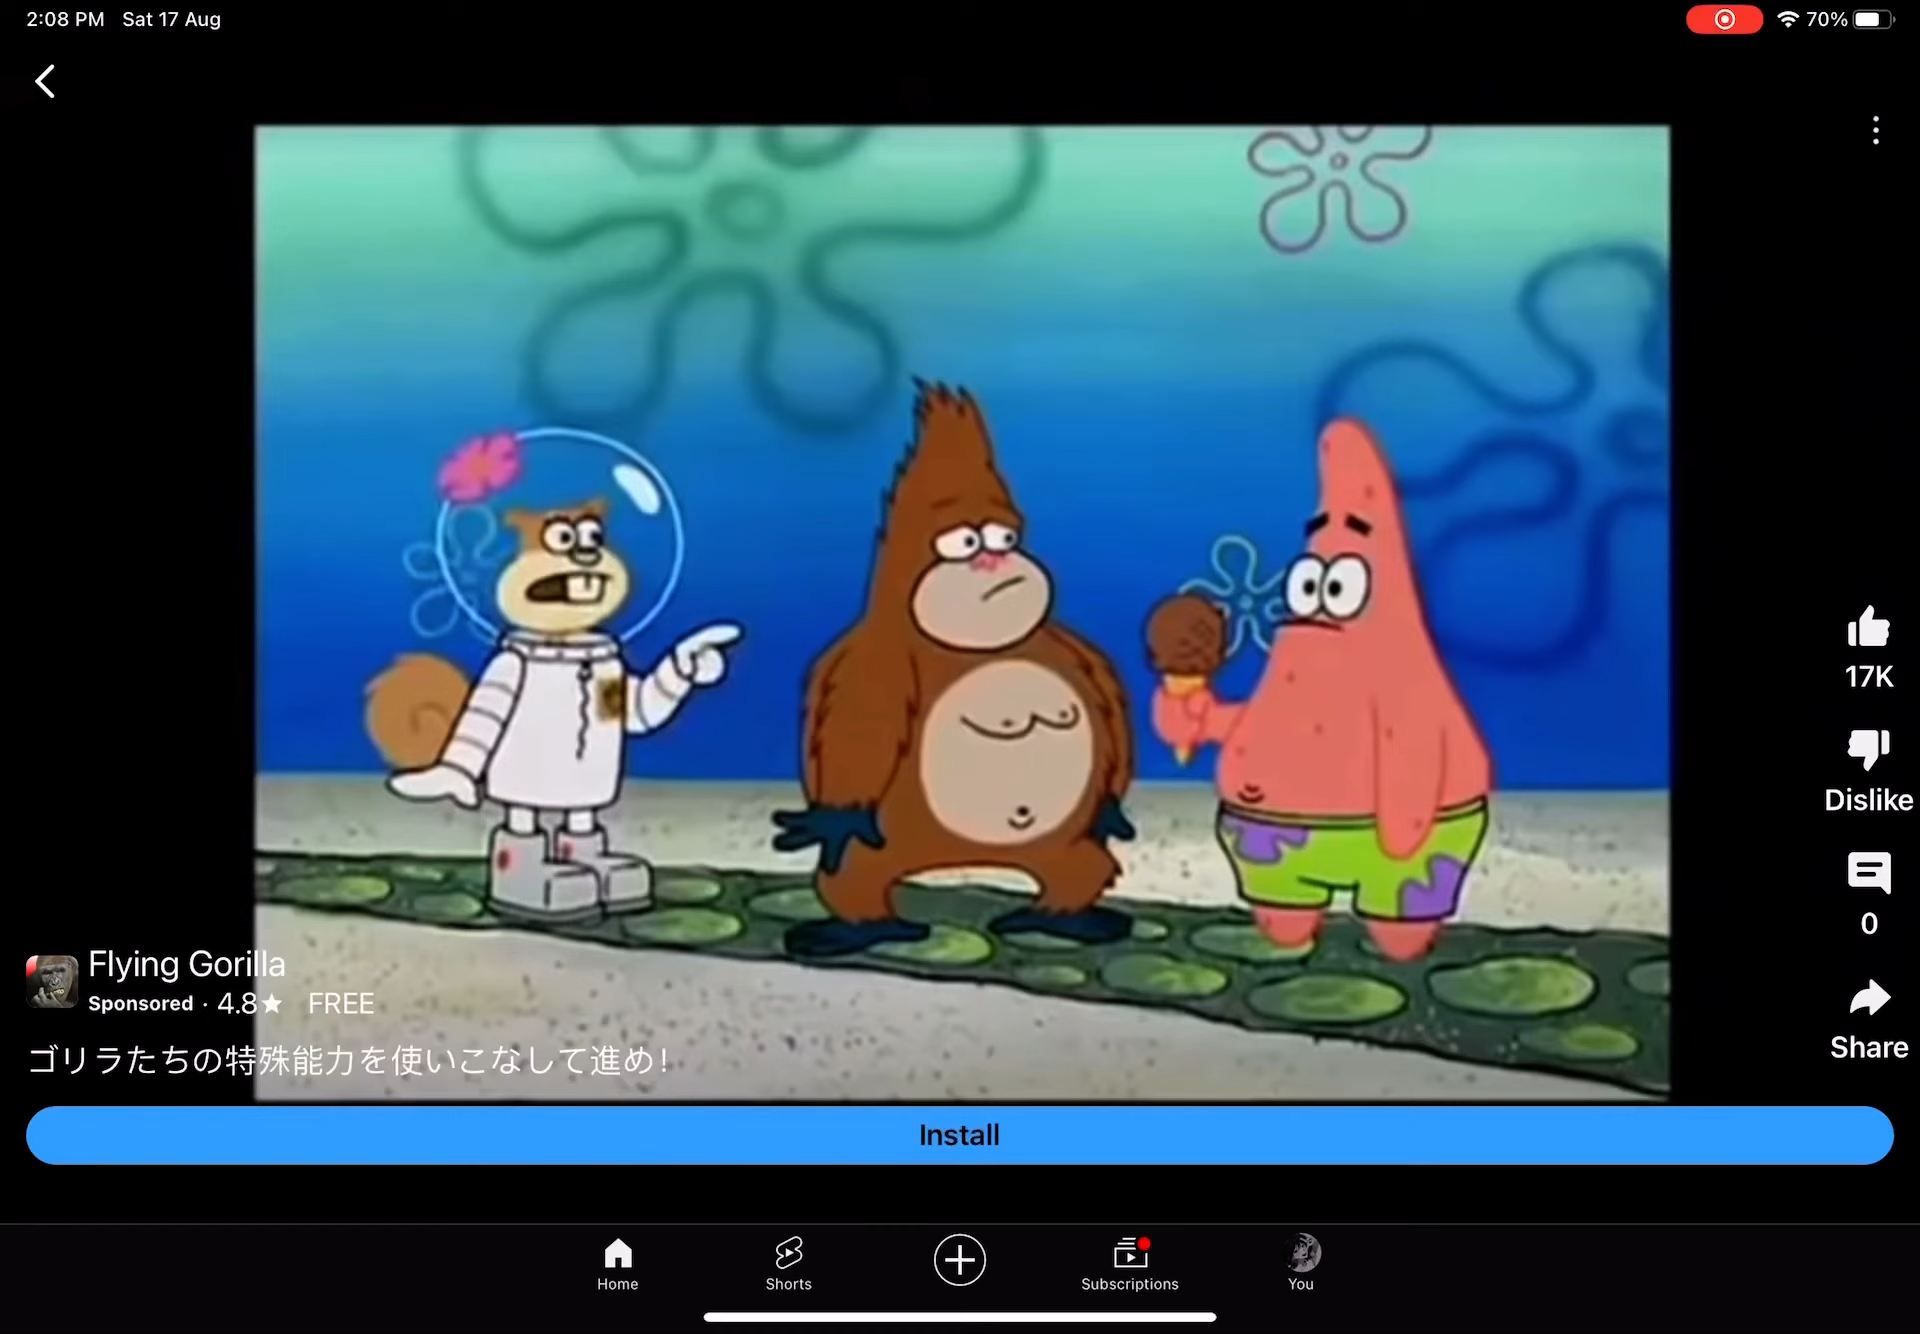 2:08 PM Sat 17 Aug
70%
17K
Dislike
0
Share
Flying Gorilla
Sponsored · 4.8★ FREE
ゴリラたちの特殊能力を使いこなして進め!
Install
Home
Shorts
Subscriptions
You